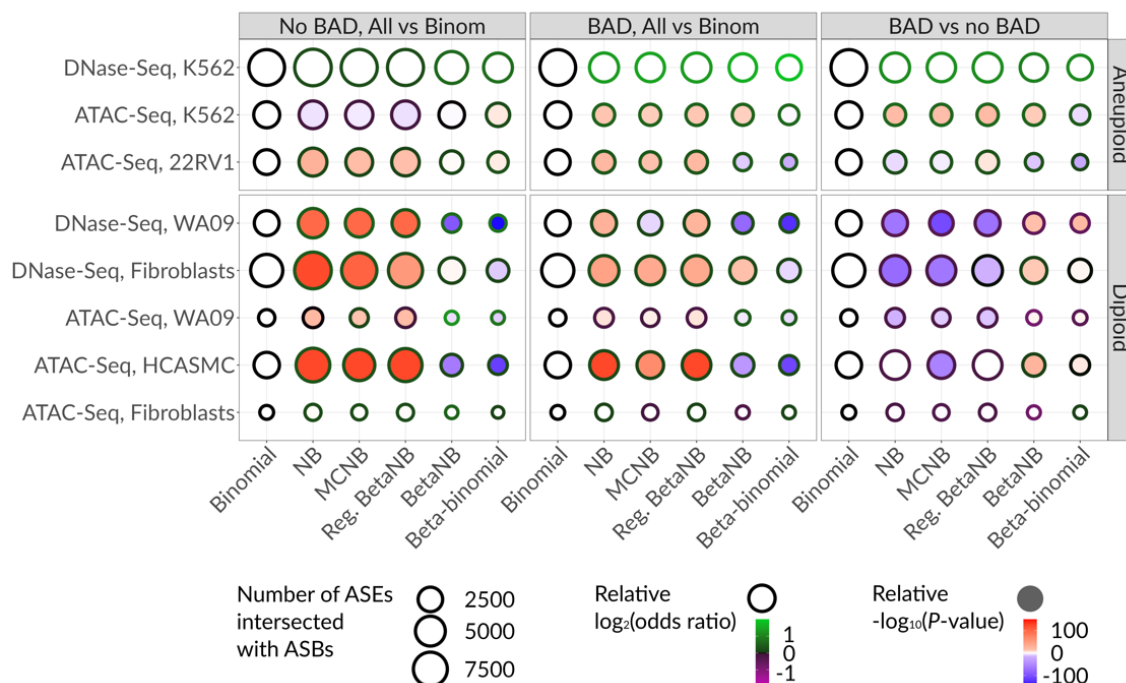 No BAD, All vs Binom
BAD, All vs Binom
BAD vs no BAD
DNase-Seq, K562
ATAC-Seq, K562
ATAC-Seq, 22RV1
Aneuploid
DNase-Seq, WA09
DNase-Seq, Fibroblasts
ATAC-Seq, WA09
ATAC-Seq, HCASMC
ATAC-Seq, Fibroblasts
Diploid
Binomial
NB
MCNB
Reg. BetaNB
BetaNB
Beta-binomial
Binomial
NB
MCNB
Reg. BetaNB
BetaNB
Beta-binomial
Binomial
NB
MCNB
Reg. BetaNB
BetaNB
Beta-binomial
Number of ASEs
intersected
with ASBs
2500
5000
7500
Relative
log₂(odds ratio)
1
0
-1
Relative
-log₁₀(P-value)
100
0
-100